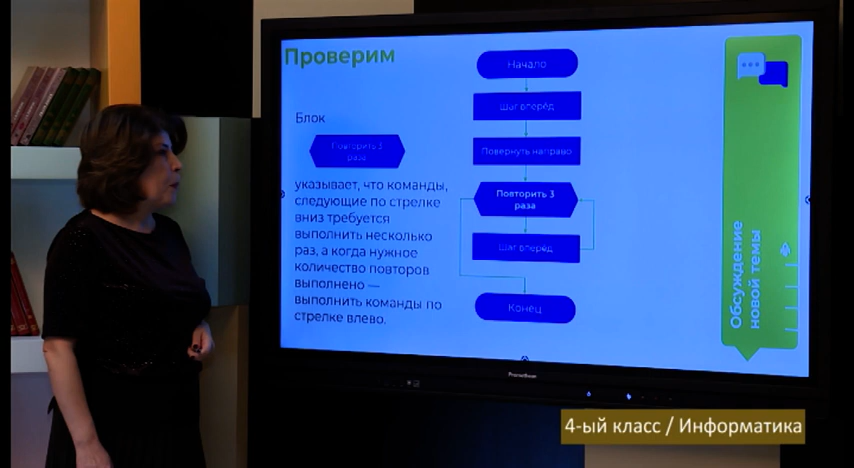 Проверим
Блок
Повторить 3
раза
указывает, что команды,
следующие по стрелке
вниз требуется
выполнить несколько
раз, а когда нужное
количество повторов
выполнено —
выполнить команды по
стрелке влево.
Начало
Шаг вперёд
Повернуть направо
Повторить 3
раза
Шаг вперёд
Конец
Обсуждение
новой темы
Promethean
4-ый класс / Информатика